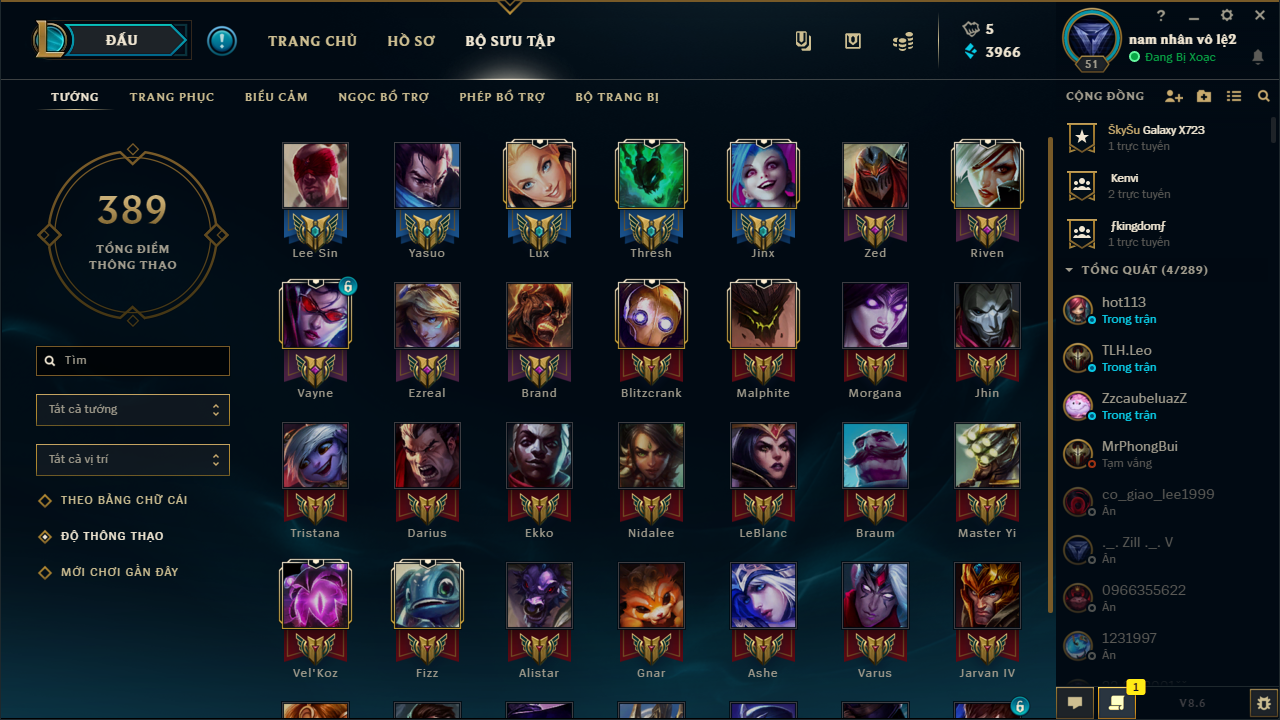 ĐẤU
TRANG CHỦ
HỒ SƠ
BỘ SƯU TẬP
5
3966
51
nam nhân vô lệ2
Đang Bị Xoạc
TƯỚNG
TRANG PHỤC
BIỂU CẢM
NGỌC BỔ TRỢ
PHÉP BỔ TRỢ
BỘ TRANG BỊ
389
TỔNG ĐIỂM
THÔNG THẠO
Tìm
Tất cả tướng
Tất cả vị trí
THEO BẢNG CHỮ CÁI
ĐỘ THÔNG THẠO
MỚI CHƠI GẦN ĐÂY
Lee Sin
Yasuo
Lux
Thresh
Jinx
Zed
Riven
6
Vayne
Ezreal
Brand
Blitzcrank
Malphite
Morgana
Jhin
Tristana
Darius
Ekko
Nidalee
LeBlanc
Braum
Master Yi
Vel'Koz
Fizz
Alistar
Gnar
Ashe
Varus
Jarvan IV
6
CỘNG ĐỒNG
ŠkyŠu Galaxy X723
1 trực tuyến
Kenvi
2 trực tuyến
ƒkingdomƒ
1 trực tuyến
TỔNG QUÁT (4/289)
hot113
Trong trận
TLH.Leo
Trong trận
ZzcaubeluazZ
Trong trận
MrPhongBui
Tạm vắng
co_giao_lee1999
Ẩn
._. Zill ._. V
Ẩn
0966355622
Ẩn
1231997
Ẩn
1
V8.6